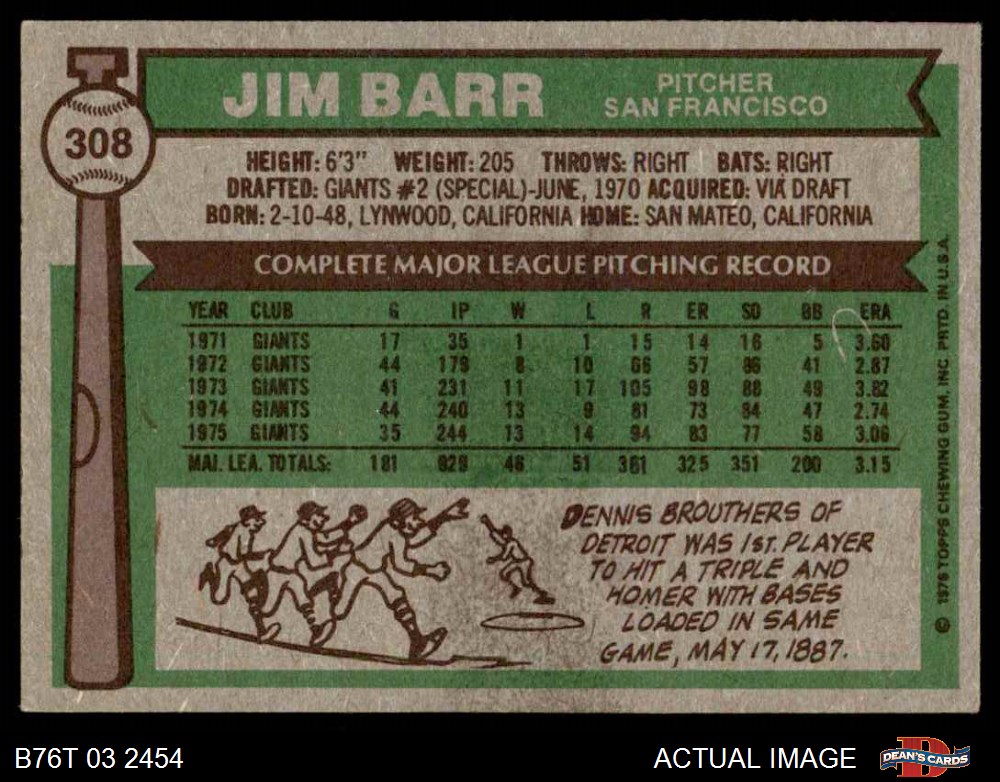 308
JIM BARR
PITCHER
SAN FRANCISCO
HEIGHT: 6'3" WEIGHT: 205 THROWS: RIGHT BATS: RIGHT
DRAFTED: GIANTS #2 (SPECIAL)-JUNE, 1970 ACQUIRED: VIA DRAFT
BORN: 2-10-48, LYNWOOD, CALIFORNIA HOME: SAN MATEO, CALIFORNIA
COMPLETE MAJOR LEAGUE PITCHING RECORD
YEAR CLUB G IP W L R ER SO BB ERA
1971 GIANTS 17 35 1 1 15 14 16 5 3.60
1972 GIANTS 44 179 8 10 66 57 86 41 2.87
1973 GIANTS 41 231 11 17 105 98 88 49 3.82
1974 GIANTS 44 240 13 9 81 73 84 47 2.74
1975 GIANTS 35 244 13 14 94 83 77 58 3.06
MAJ. LEA. TOTALS: 181 929 46 51 361 325 351 200 3.15
DENNIS BROUTHERS OF
DETROIT WAS 1ST. PLAYER
TO HIT A TRIPLE AND
HOMER WITH BASES
LOADED IN SAME
GAME, MAY 17, 1887.
© 1976 TOPPS CHEWING GUM, INC. PRTD. IN U.S.A.
B76T 03 2454
ACTUAL IMAGE
DEAN'S CARDS